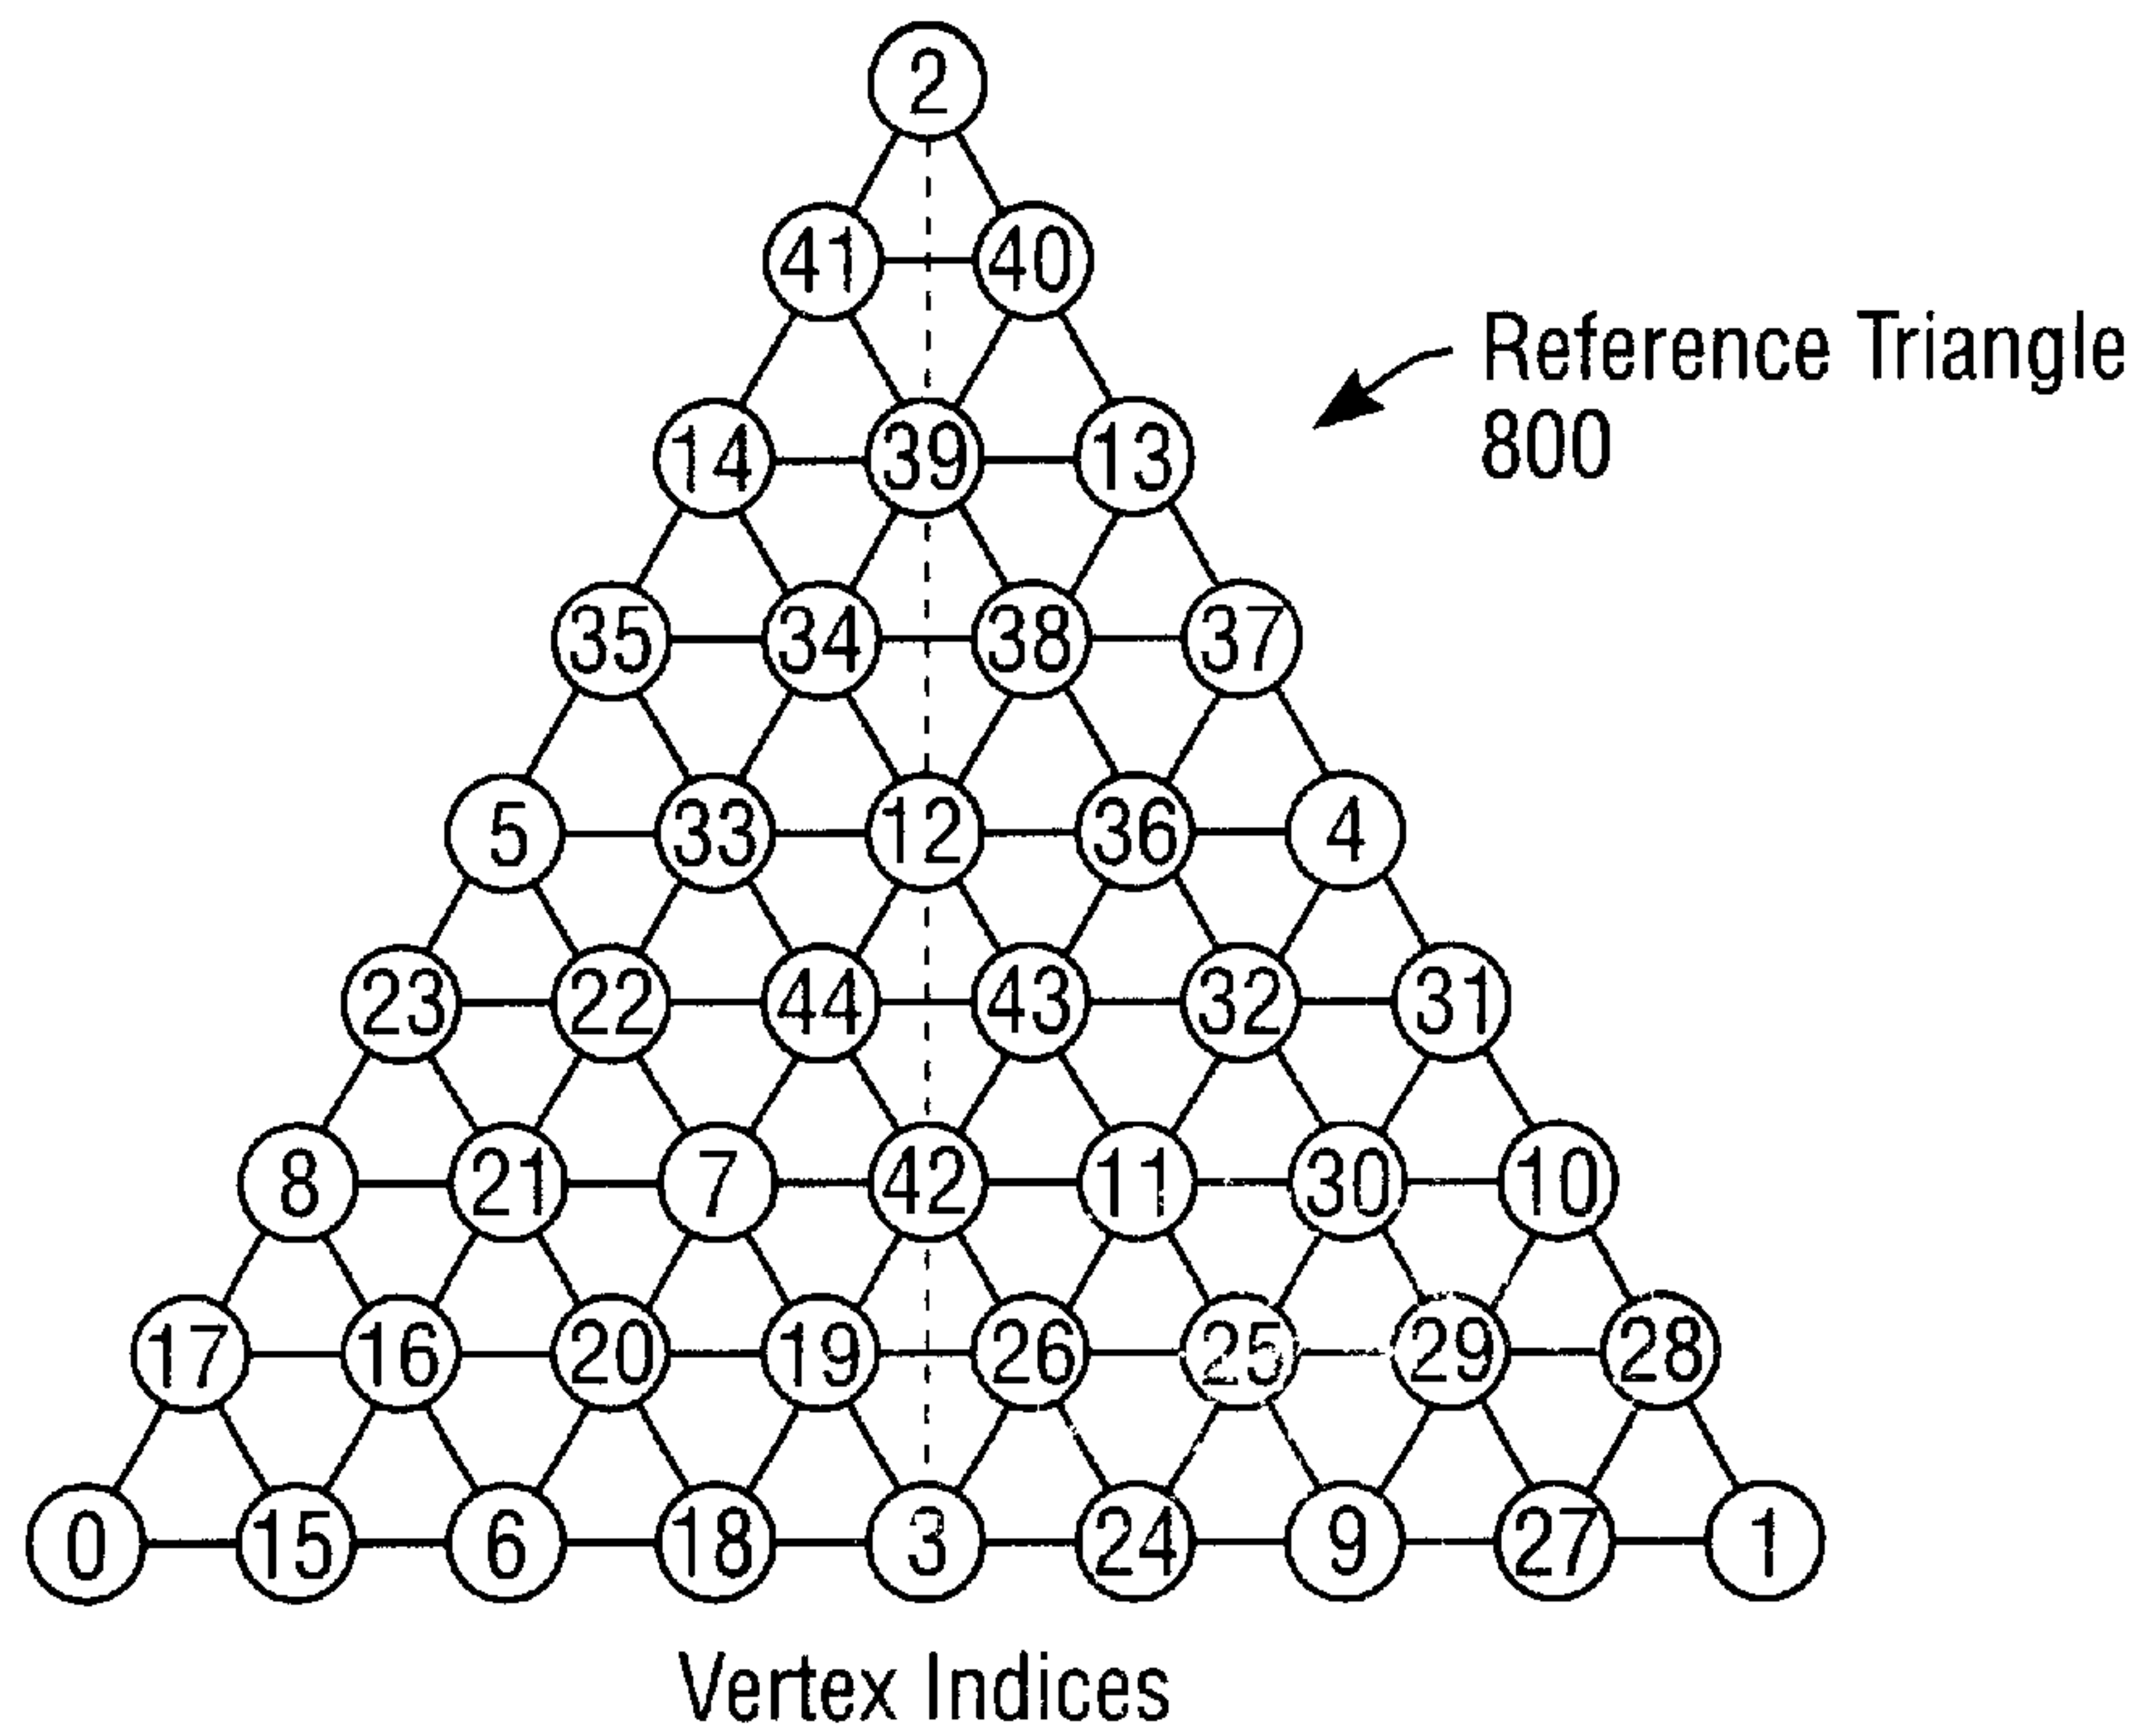 2
41 40
Reference Triangle
800
14 39 13
35 34 38 37
5 33 12 36 4
23 22 44 43 32 31
8 21 7 42 11 30 10
17 16 20 19 26 25 29 28
0 15 6 18 3 24 9 27 1
Vertex Indices